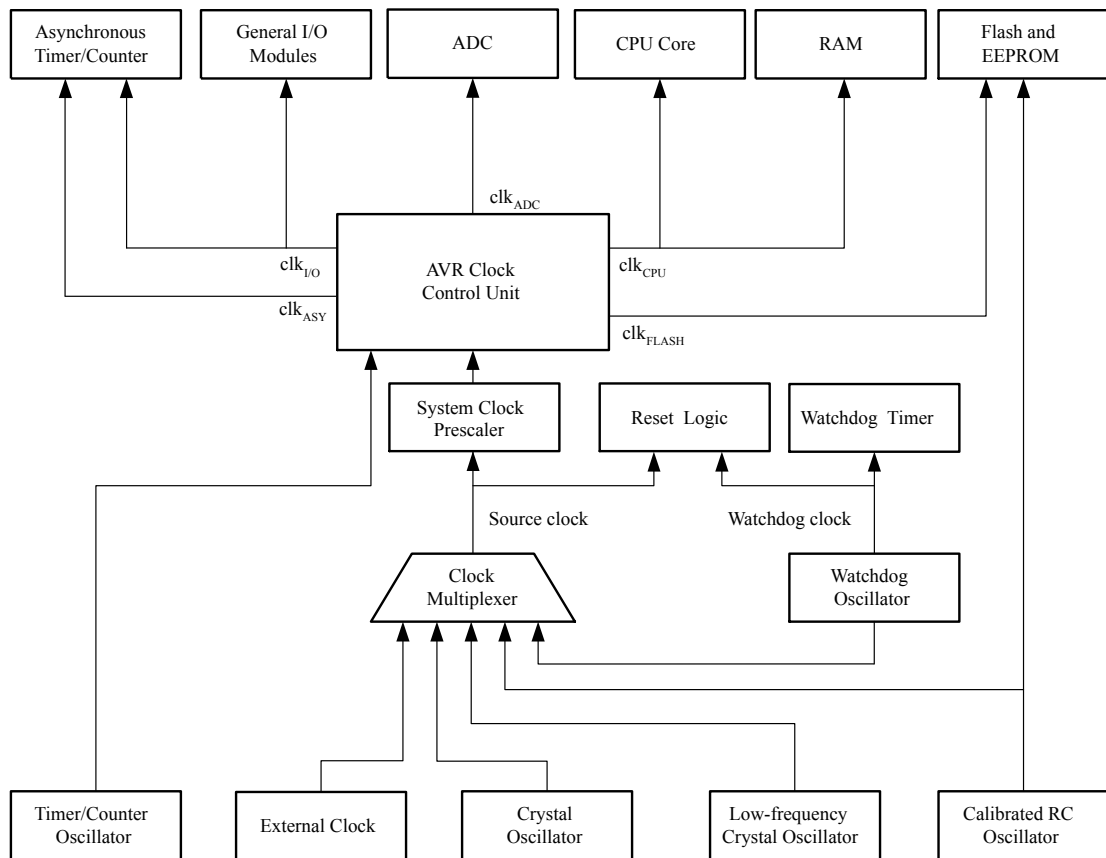 Asynchronous
Timer/Counter
General I/O
Modules
ADC
CPU Core
RAM
Flash and
EEPROM
clkADC
clkI/O
clkCPU
AVR Clock
Control Unit
clkASY
clkFLASH
System Clock
Prescaler
Reset Logic
Watchdog Timer
Source clock
Watchdog clock
Clock
Multiplexer
Watchdog
Oscillator
Timer/Counter
Oscillator
External Clock
Crystal
Oscillator
Low-frequency
Crystal Oscillator
Calibrated RC
Oscillator